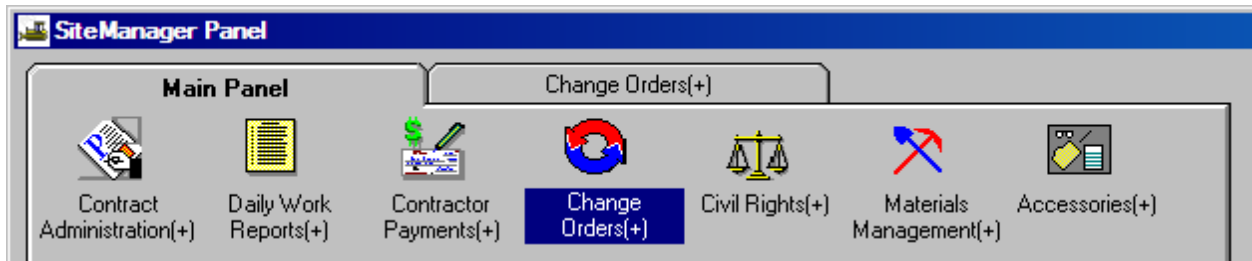 SiteManager Panel
Main Panel
Change Orders(+)
Contract
Administration(+)
Daily Work
Reports(+)
Contractor
Payments(+)
Change
Orders(+)
Civil Rights(+)
Materials
Management(+)
Accessories(+)